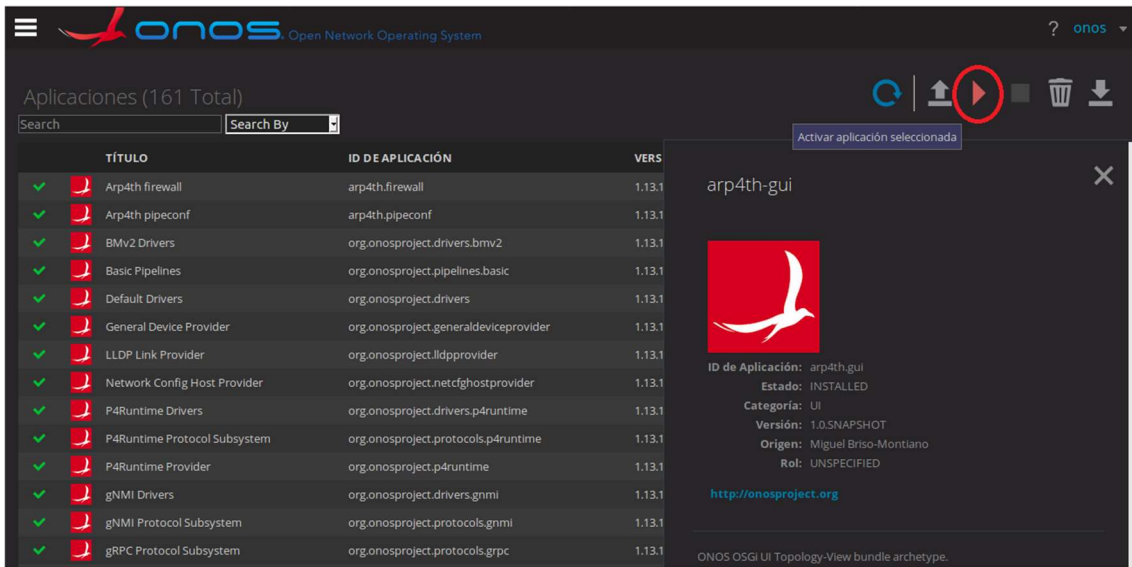 onos. Open Network Operating System
? onos
Aplicaciones (161 Total)
Search
Search By
Activar aplicación seleccionada
TÍTULO ID DE APLICACIÓN VERS
Arp4th firewall arp4th.firewall 1.13.1
Arp4th pipeconf arp4th.pipeconf 1.13.1
BMv2 Drivers org.onosproject.drivers.bmv2 1.13.1
Basic Pipelines org.onosproject.pipelines.basic 1.13.1
Default Drivers org.onosproject.drivers 1.13.1
General Device Provider org.onosproject.generaldeviceprovider 1.13.1
LLDP Link Provider org.onosproject.lldpprovider 1.13.1
Network Config Host Provider org.onosproject.netcfghostprovider 1.13.1
P4Runtime Drivers org.onosproject.drivers.p4runtime 1.13.1
P4Runtime Protocol Subsystem org.onosproject.protocols.p4runtime 1.13.1
P4Runtime Provider org.onosproject.p4runtime 1.13.1
gNMI Drivers org.onosproject.drivers.gnmi 1.13.1
gNMI Protocol Subsystem org.onosproject.protocols.gnmi 1.13.1
gRPC Protocol Subsystem org.onosproject.protocols.grpc 1.13.1
arp4th-gui
ID de Aplicación: arp4th.gui
Estado: INSTALLED
Categoría: UI
Versión: 1.0.SNAPSHOT
Origen: Miguel Briso-Montiano
Rol: UNSPECIFIED
http://onosproject.org
ONOS OSGi UI Topology-View bundle archetype.